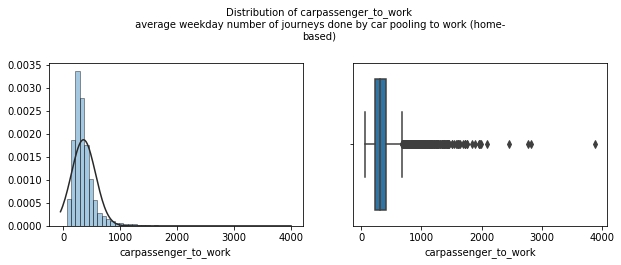 Distribution of carpassenger_to_work
average weekday number of journeys done by car pooling to work (home-
based)
0.0035
0.0030
0.0025
0.0020
0.0015
0.0010
0.0005
0.0000
0 1000 2000 3000 4000
carpassenger_to_work
0 1000 2000 3000 4000
carpassenger_to_work